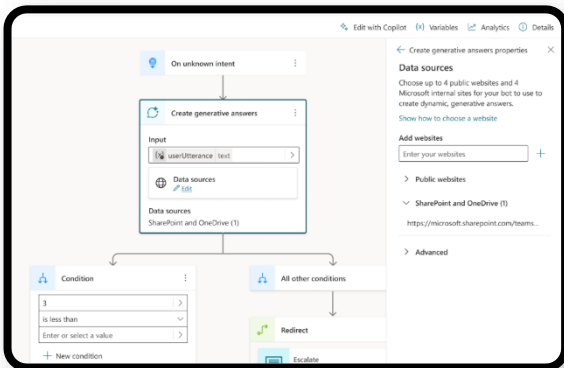 Edit with Copilot {x} Variables Analytics Details
On unknown intent
Create generative answers
Input
{x} userUtterance text
Data sources
Edit
Data sources
SharePoint and OneDrive (1)
Condition
3
is less than
Enter or select a value
+ New condition
All other conditions
Redirect
Escalate
Create generative answers properties
Data sources
Choose up to 4 public websites and 4
Microsoft internal sites for your bot to use to
create dynamic, generative answers.
Show how to choose a website
Add websites
Enter your websites
Public websites
SharePoint and OneDrive (1)
https://microsoft.sharepoint.com/teams...
Advanced